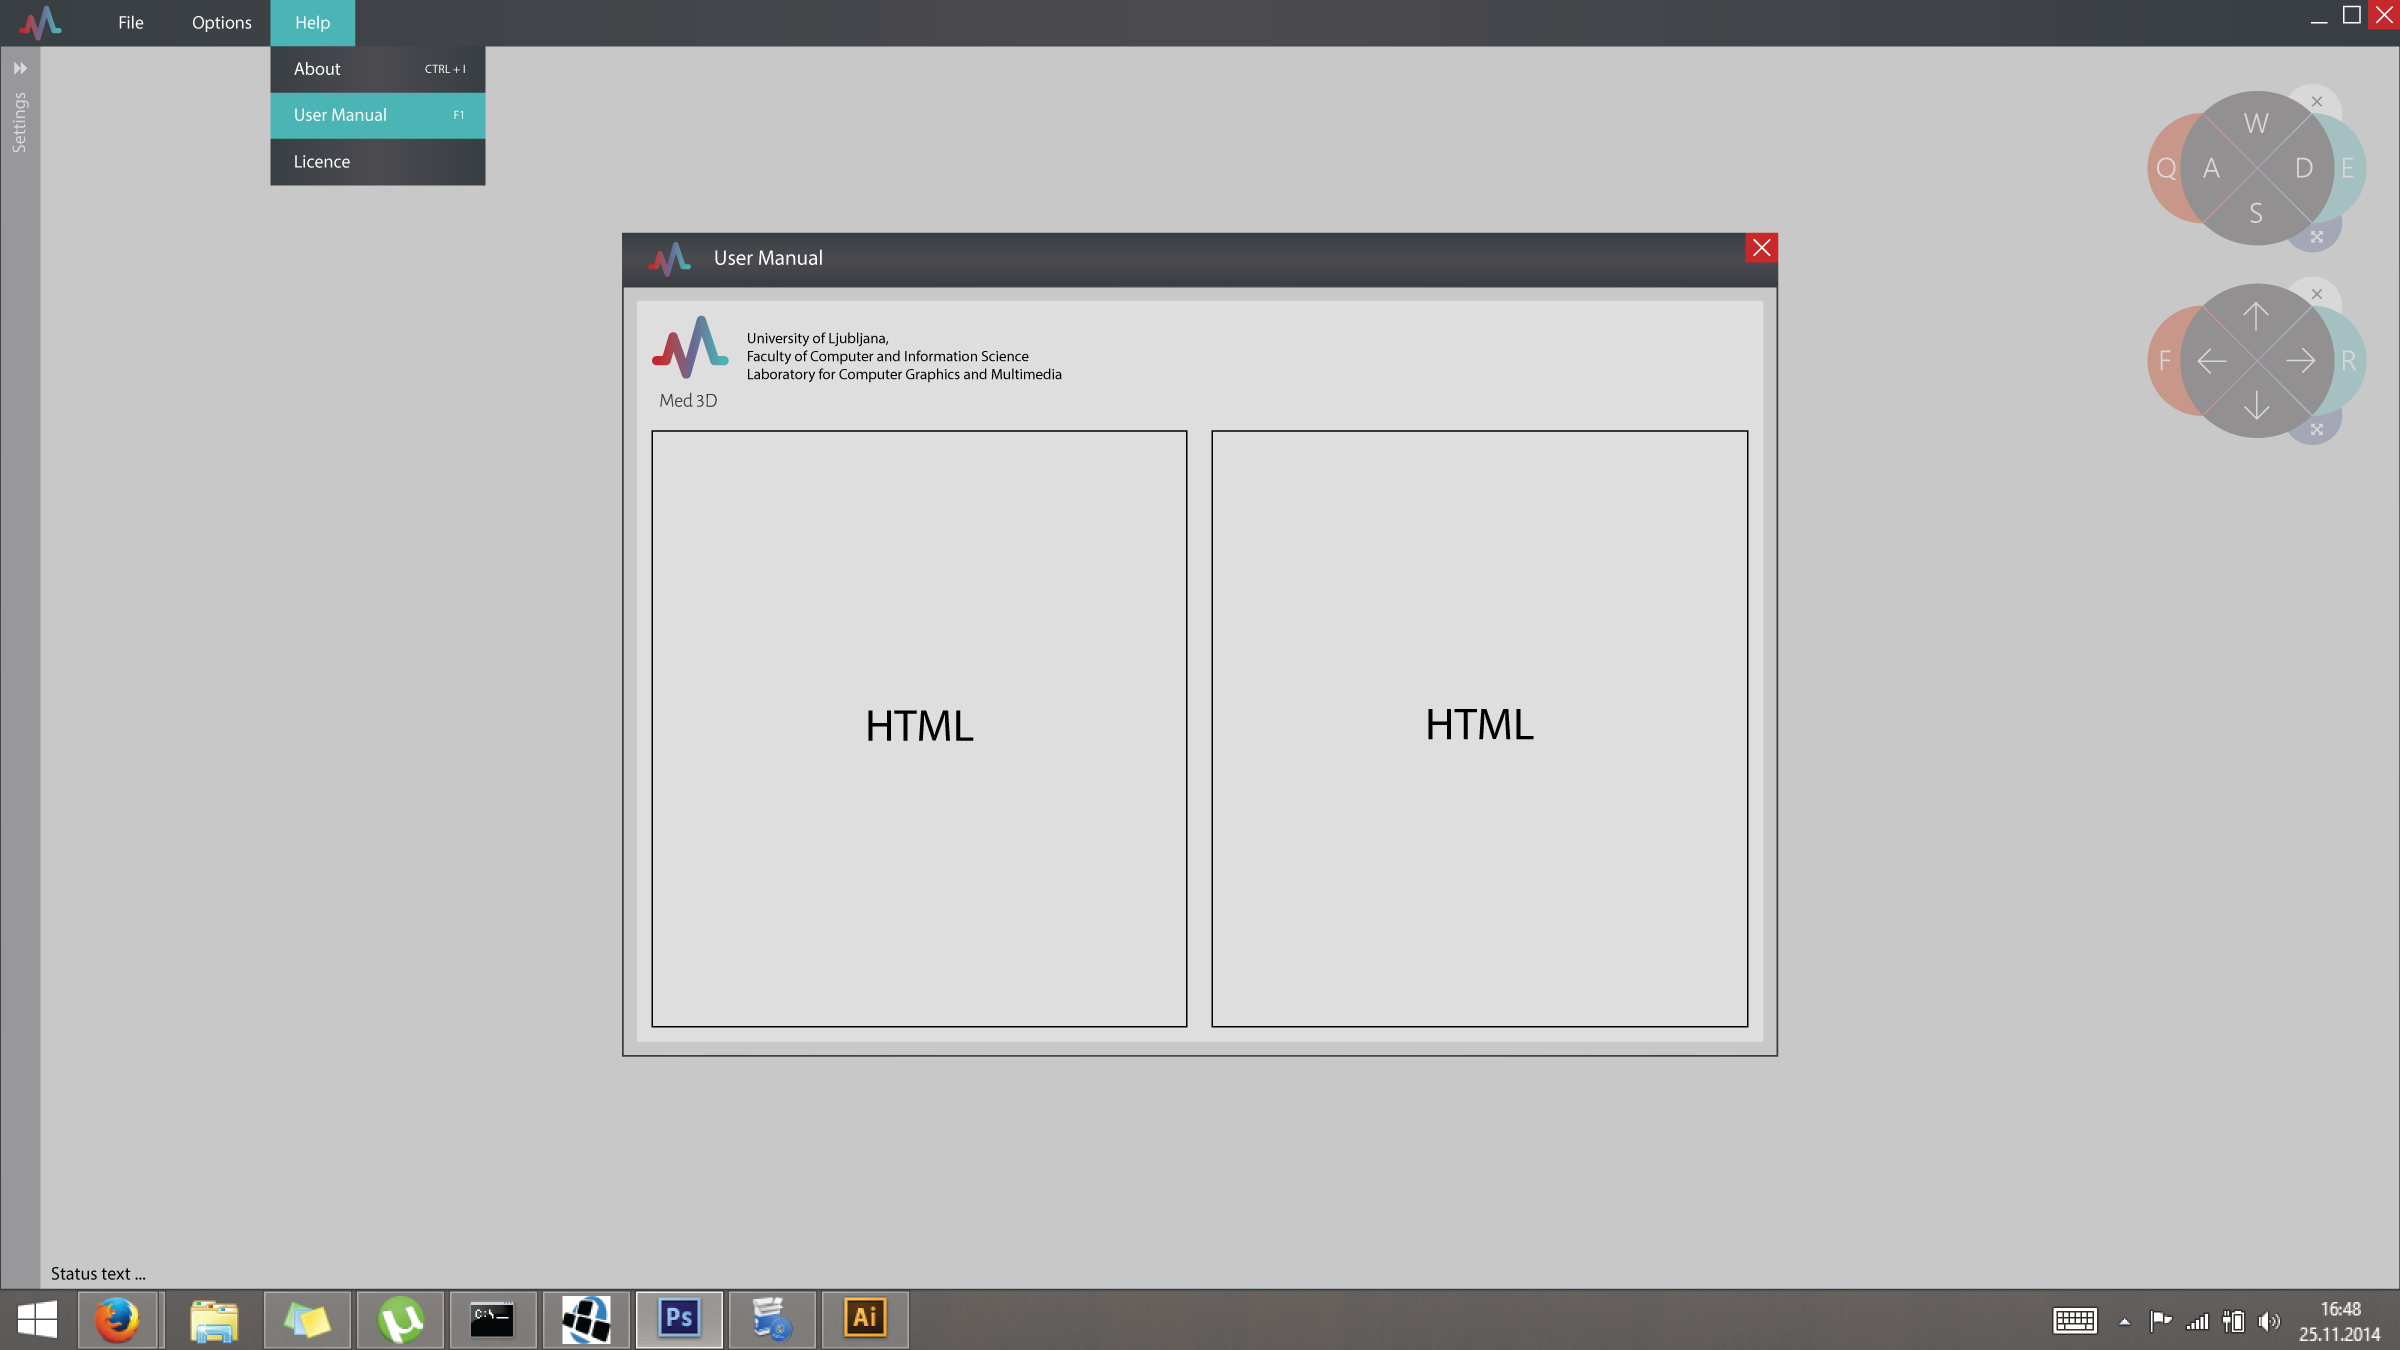 File Options Help
About CTRL + I
User Manual F1
Licence
Settings
W
Q A D E
S
F R
User Manual
University of Ljubljana,
Faculty of Computer and Information Science
Laboratory for Computer Graphics and Multimedia
Med 3D
HTML HTML
Status text ...
C:\_
Ps
Ai
16:48
25.11.2014